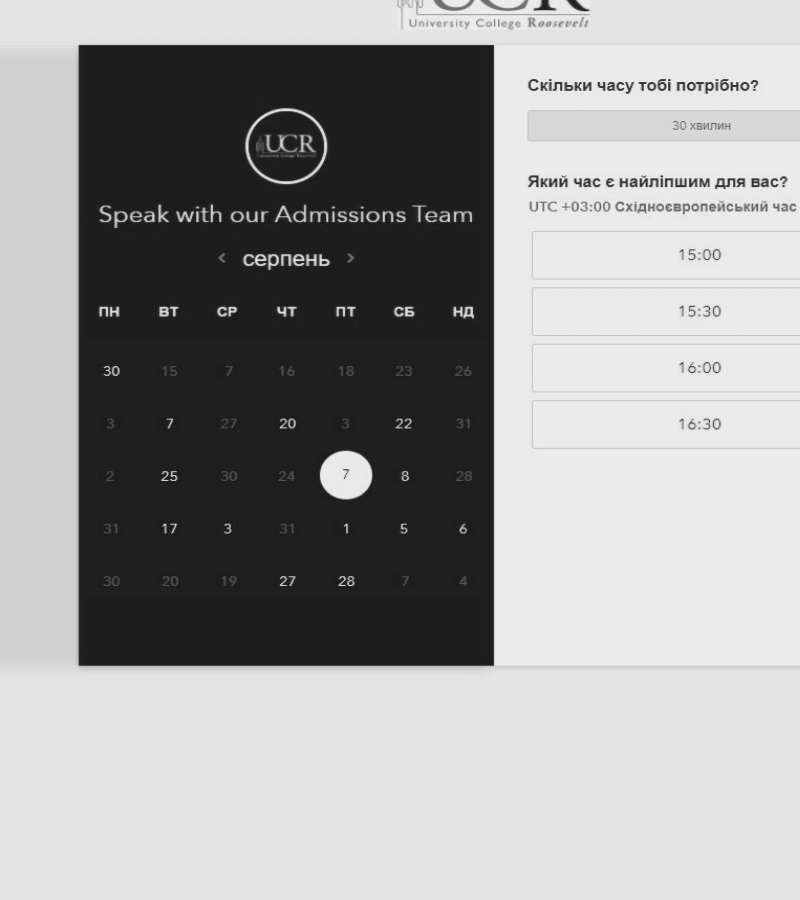 UCR
University College Roosevelt
UCR
Speak with our Admissions Team
< серпень >
ПН ВТ СР ЧТ ПТ СБ НД
30 15 7 16 18 23 26
3 7 27 20 3 22 31
2 25 30 24 7 8 28
31 17 3 31 1 5 6
30 20 19 27 28 7 4
Скільки часу тобі потрібно?
30 хвилин
Який час є найліпшим для вас?
UTC +03:00 Східноєвропейський час
15:00
15:30
16:00
16:30